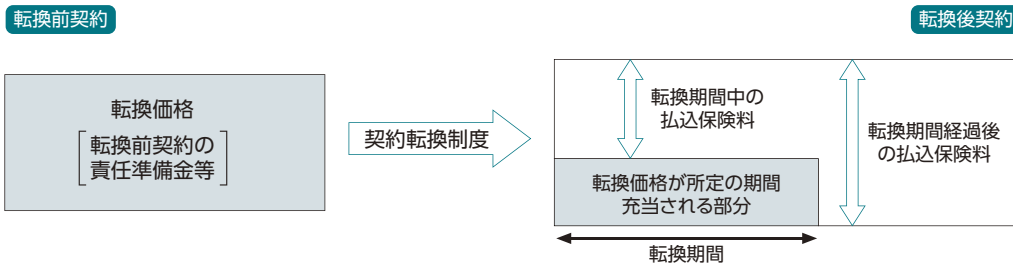 転換前契約
転換後契約
転換価格
転換前契約の
責任準備金等
契約転換制度
転換期間中の
払込保険料
転換期間経過後
の払込保険料
転換価格が所定の期間
充当される部分
転換期間